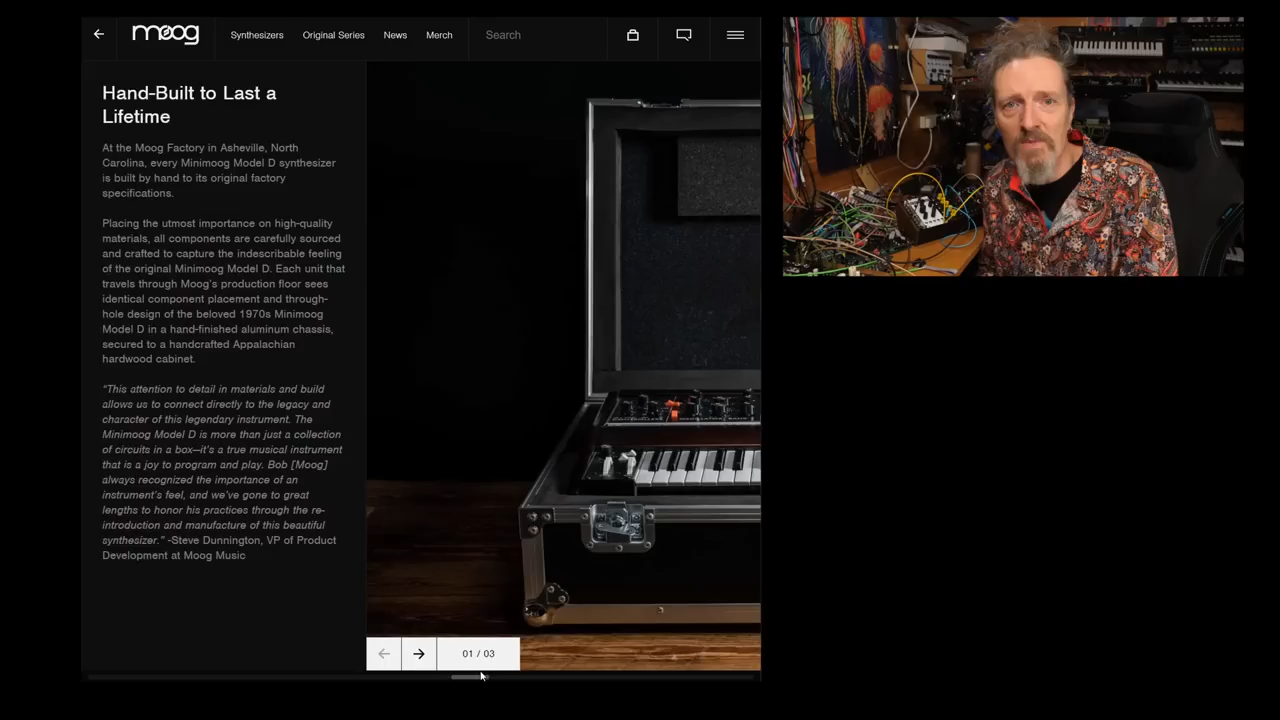 moog
Synthesizers
Original Series
News
Merch
Search
Hand-Built to Last a
Lifetime
At the Moog Factory in Asheville, North
Carolina, every Minimoog Model D synthesizer
is built by hand to its original factory
specifications.
Placing the utmost importance on high-quality
materials, all components are carefully sourced
and crafted to capture the indescribable feeling
of the original Minimoog Model D. Each unit that
travels through Moog's production floor sees
identical component placement and through-
hole design of the beloved 1970s Minimoog
Model D in a hand-finished aluminum chassis,
secured to a handcrafted Appalachian
hardwood cabinet.
“This attention to detail in materials and build
allows us to connect directly to the legacy and
character of this legendary instrument. The
Minimoog Model D is more than just a collection
of circuits in a box—it’s a true musical instrument
that is a joy to program and play. Bob [Moog]
always recognized the importance of an
instrument’s feel, and we’ve gone to great
lengths to honor his practices through the re-
introduction and manufacture of this beautiful
synthesizer.” -Steve Dunnington, VP of Product
Development at Moog Music
01 / 03